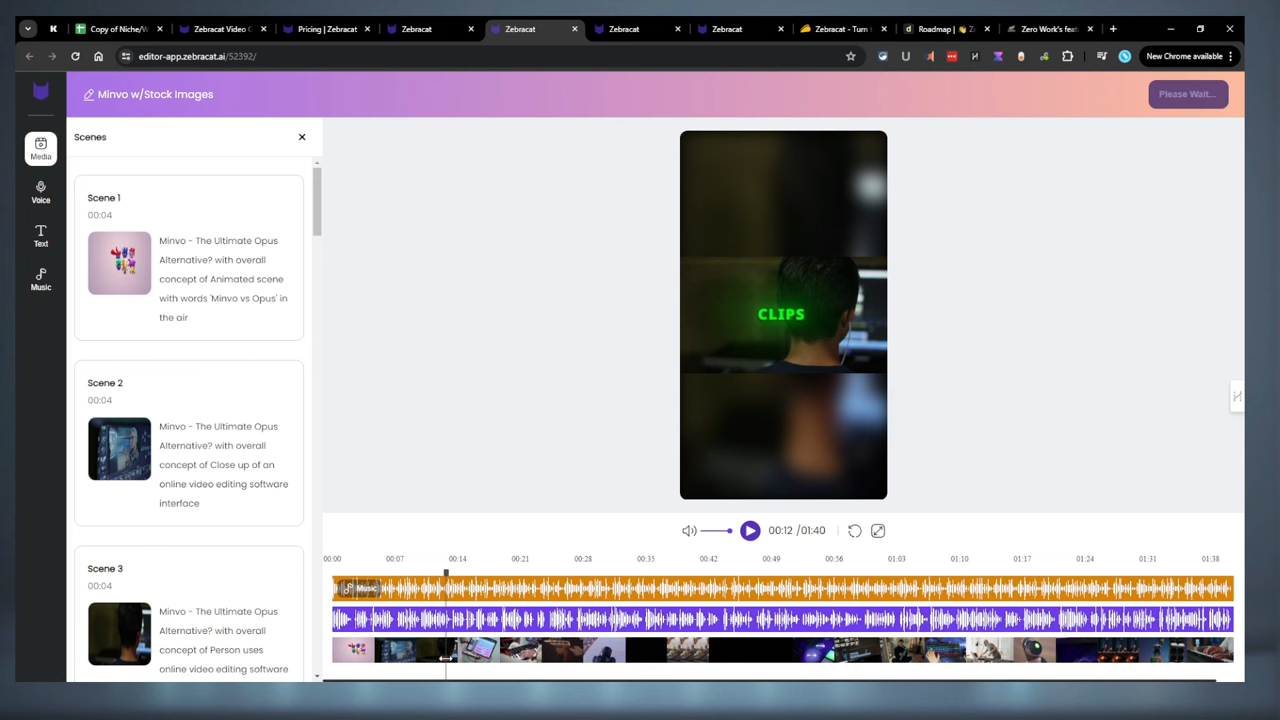 Copy of Niche/W
Zebracat Video G
Pricing | Zebracat
Zebracat
Zebracat
Zebracat
Zebracat
Zebracat - Turn
Roadmap |
Zero Work's feat
editor-app.zebracat.ai/52392/
New Chrome available
Minvo w/Stock Images
Please Wait...
Media
Voice
Text
Music
Scenes
Scene 1
00:04
Minvo - The Ultimate Opus
Alternative? with overall
concept of Animated scene
with words 'Minvo vs Opus' in
the air
Scene 2
00:04
Minvo - The Ultimate Opus
Alternative? with overall
concept of Close up of an
online video editing software
interface
Scene 3
00:04
Minvo - The Ultimate Opus
Alternative? with overall
concept of Person uses
online video editing software
CLIPS
00:12 /01:40
00:00 00:07 00:14 00:21 00:28 00:35 00:42 00:49 00:56 01:03 01:10 01:17 01:24 01:31 01:38
Music